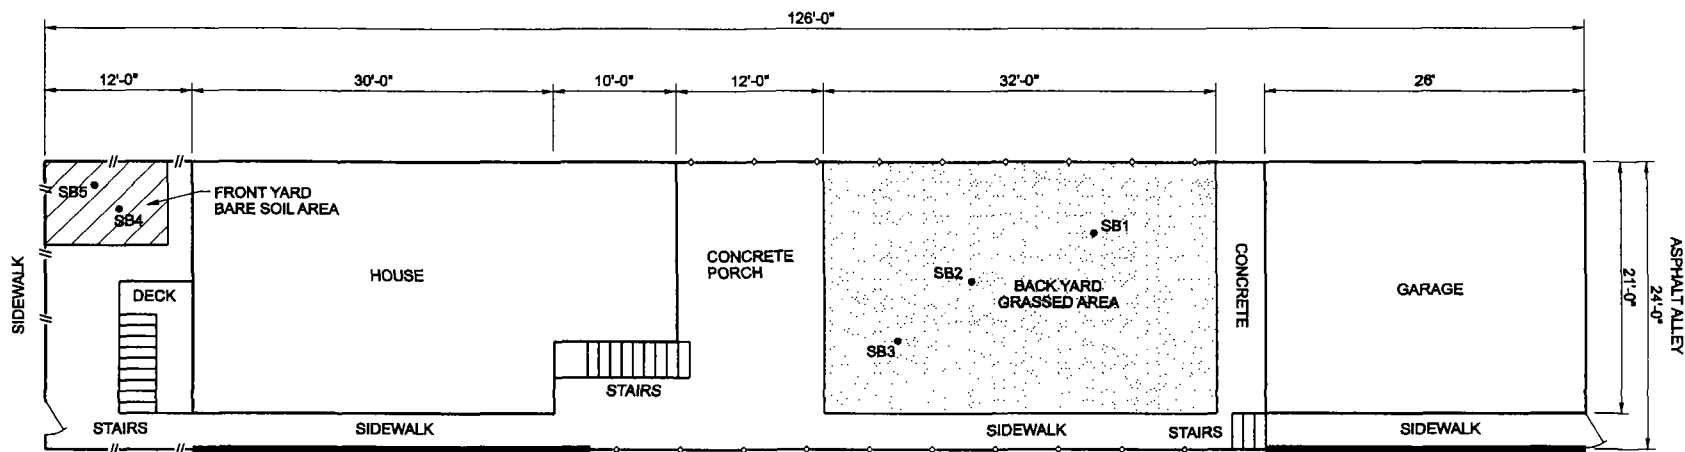 126'-0"
12'-0"
30'-0"
10'-0"
12'-0"
32'-0"
26'
SB5
SB4
FRONT YARD
BARE SOIL AREA
SIDEWALK
DECK
HOUSE
CONCRETE
PORCH
SB1
SB2
BACK YARD
GRASSED AREA
SB3
CONCRETE
GARAGE
21'-0"
24'-0"
ASPHALT ALLEY
STAIRS
STAIRS
SIDEWALK
SIDEWALK
STAIRS
SIDEWALK